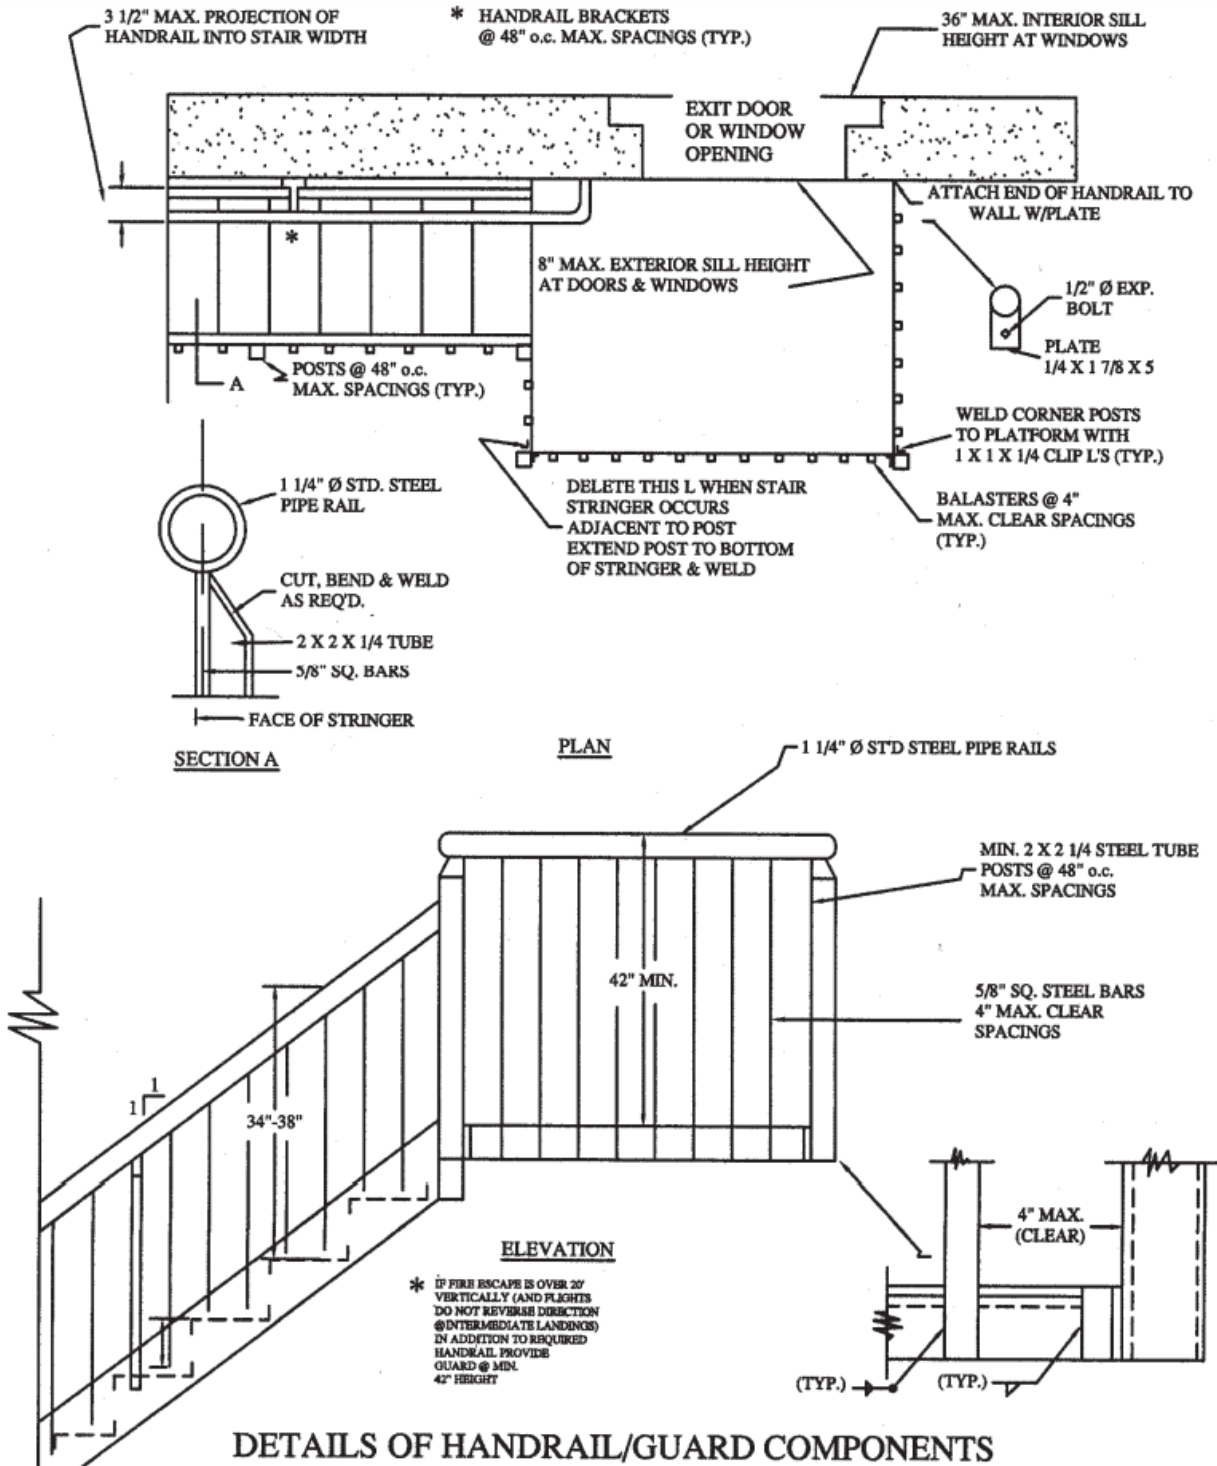 3 1/2" MAX. PROJECTION OF
HANDRAIL INTO STAIR WIDTH
* HANDRAIL BRACKETS
@ 48" o.c. MAX. SPACINGS (TYP.)
36" MAX. INTERIOR SILL
HEIGHT AT WINDOWS
EXIT DOOR
OR WINDOW
OPENING
ATTACH END OF HANDRAIL TO
WALL W/PLATE
*
8" MAX. EXTERIOR SILL HEIGHT
AT DOORS & WINDOWS
1/2" Ø EXP.
BOLT
PLATE
1/4 X 1 7/8 X 5
A
POSTS @ 48" o.c.
MAX. SPACINGS (TYP.)
WELD CORNER POSTS
TO PLATFORM WITH
1 X 1 X 1/4 CLIP L'S (TYP.)
1 1/4" Ø STD. STEEL
PIPE RAIL
DELETE THIS L WHEN STAIR
STRINGER OCCURS
ADJACENT TO POST
EXTEND POST TO BOTTOM
OF STRINGER & WELD
BALASTERS @ 4"
MAX. CLEAR SPACINGS
(TYP.)
CUT, BEND & WELD
AS REQ'D.
2 X 2 X 1/4 TUBE
5/8" SQ. BARS
FACE OF STRINGER
SECTION A
PLAN
1 1/4" Ø ST'D STEEL PIPE RAILS
MIN. 2 X 2 1/4 STEEL TUBE
POSTS @ 48" o.c.
MAX. SPACINGS
42" MIN.
5/8" SQ. STEEL BARS
4" MAX. CLEAR
SPACINGS
1
1
34"-38"
4" MAX.
(CLEAR)
ELEVATION
* IF FIRE ESCAPE IS OVER 20'
VERTICALLY (AND FLIGHTS
DO NOT REVERSE DIRECTION
@INTERMEDIATE LANDINGS)
IN ADDITION TO REQUIRED
HANDRAIL PROVIDE
GUARD @ MIN.
42" HEIGHT
(TYP.)
(TYP.)
DETAILS OF HANDRAIL/GUARD COMPONENTS